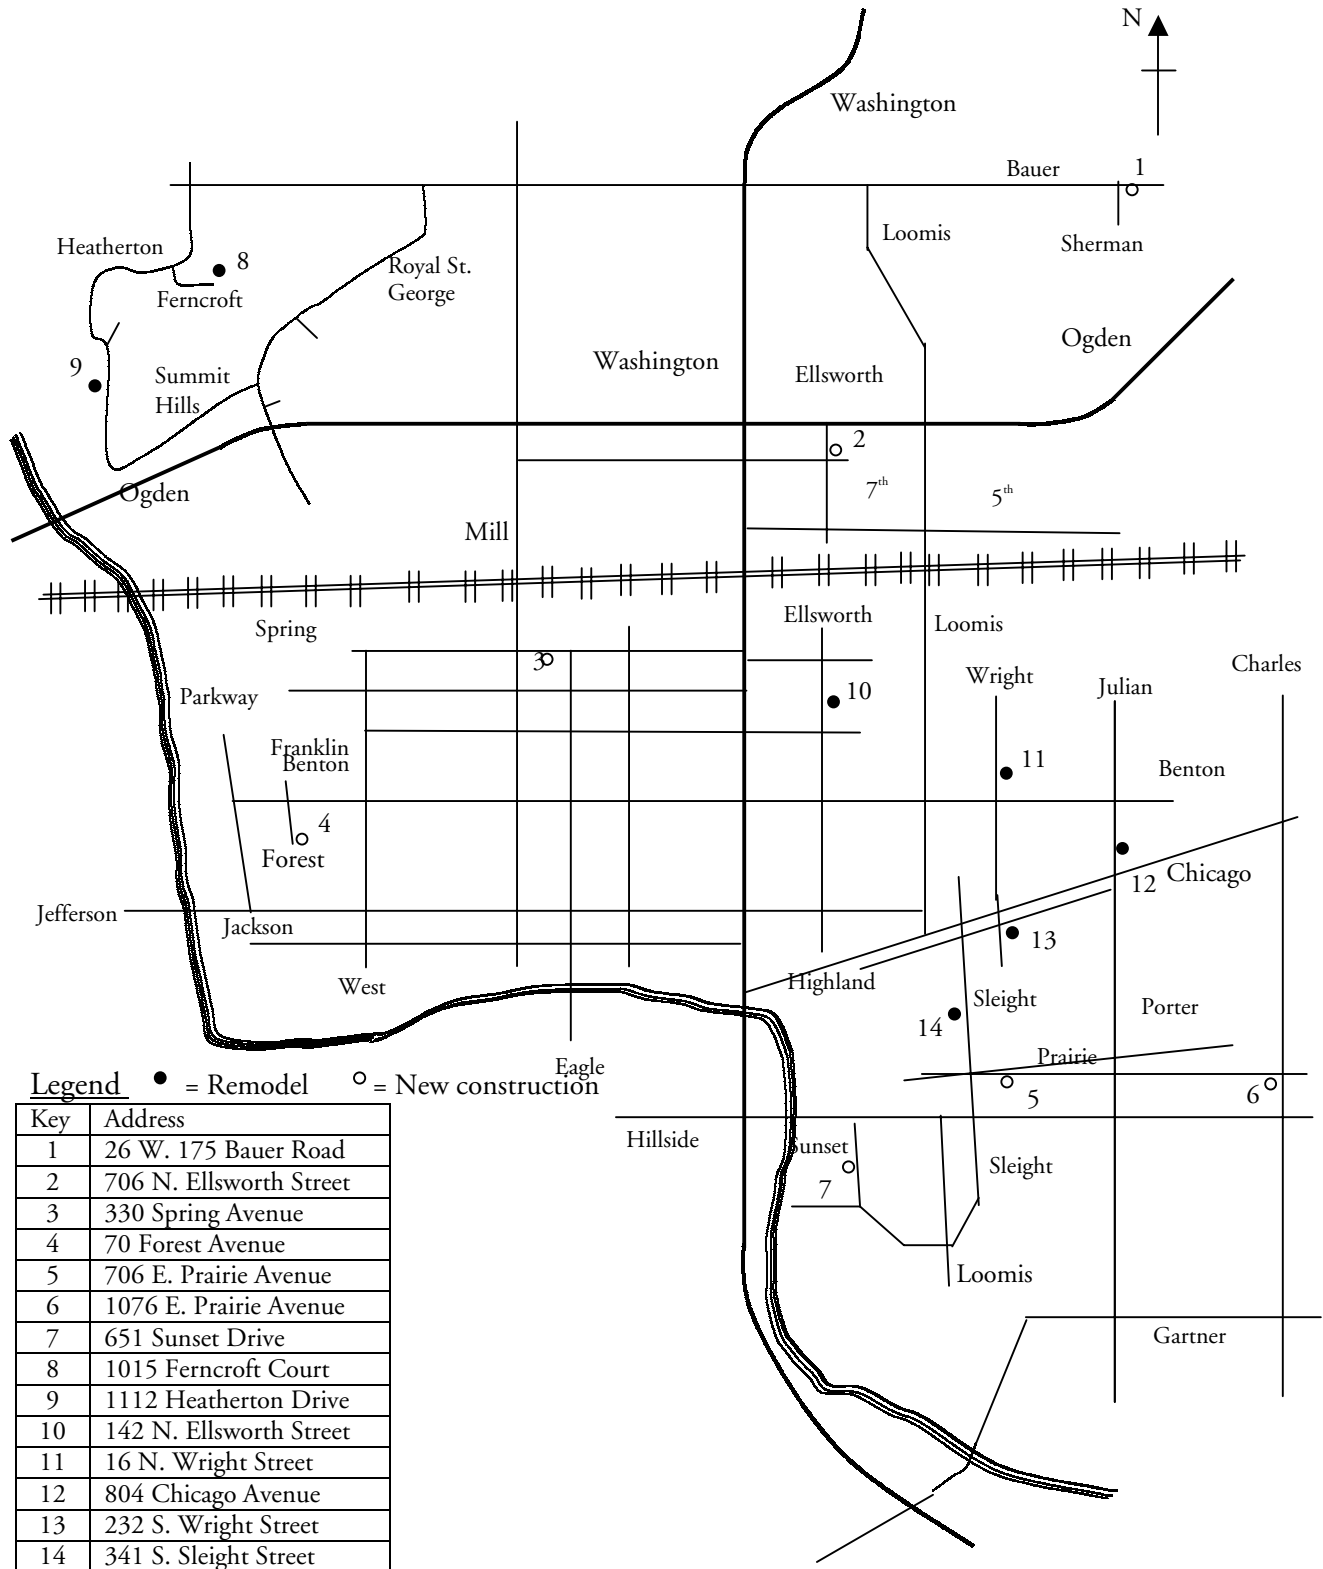 N
Washington
Bauer
1
Loomis
Sherman
Heatherton
8
Royal St.
George
Ferncroft
Ogden
Washington
Ellsworth
9
Summit
Hills
2
7th
5th
Ogden
Mill
Spring
Ellsworth
Loomis
3
Charles
Wright
Julian
Parkway
10
Franklin
Benton
11
Benton
4
Forest
Chicago
12
Jefferson
Jackson
13
West
Highland
Sleight
Porter
14
Prairie
Eagle
5
6
Hillside
Sunset
Sleight
7
Loomis
Gartner
Legend = Remodel = New construction
Key Address
1 26 W. 175 Bauer Road
2 706 N. Ellsworth Street
3 330 Spring Avenue
4 70 Forest Avenue
5 706 E. Prairie Avenue
6 1076 E. Prairie Avenue
7 651 Sunset Drive
8 1015 Ferncroft Court
9 1112 Heatherton Drive
10 142 N. Ellsworth Street
11 16 N. Wright Street
12 804 Chicago Avenue
13 232 S. Wright Street
14 341 S. Sleight Street